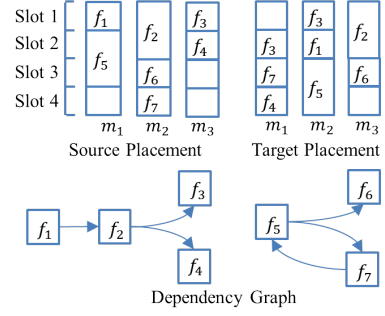 Slot 1 f₁ f₂ f₃ f₃ f₂
Slot 2 f₅ f₄ f₃ f₁
Slot 3 f₆ f₇ f₅ f₆
Slot 4 f₇ f₄
m₁ m₂ m₃ m₁ m₂ m₃
Source Placement Target Placement
f₃ f₆
f₁ f₂ f₅
f₄ f₇
Dependency Graph